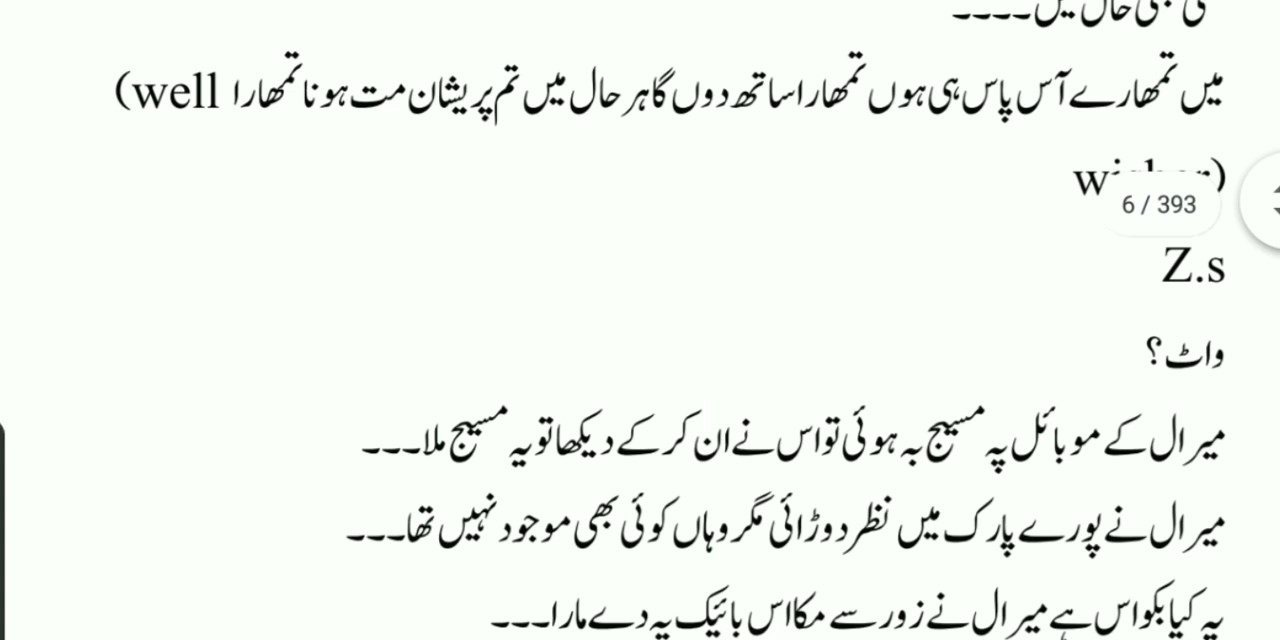 میں تمھارے آس پاس ہی ہوں تمھارا ساتھ دوں گا ہر حال میں تم پریشان مت ہونا تمھارا well)
Z.s
6 / 393
واٹ؟
میرال کے موبائل پہ مسیج بہ ہوئی تو اس نے ان کر کے دیکھا تو یہ مسیج ملا۔۔۔
میرال نے پورے پارک میں نظر دوڑائی مگر وہاں کوئی بھی موجود نہیں تھا۔۔۔
یہ کیا بکواس ہے میرال نے زور سے مکا اس بائیک پہ دے مارا۔۔۔